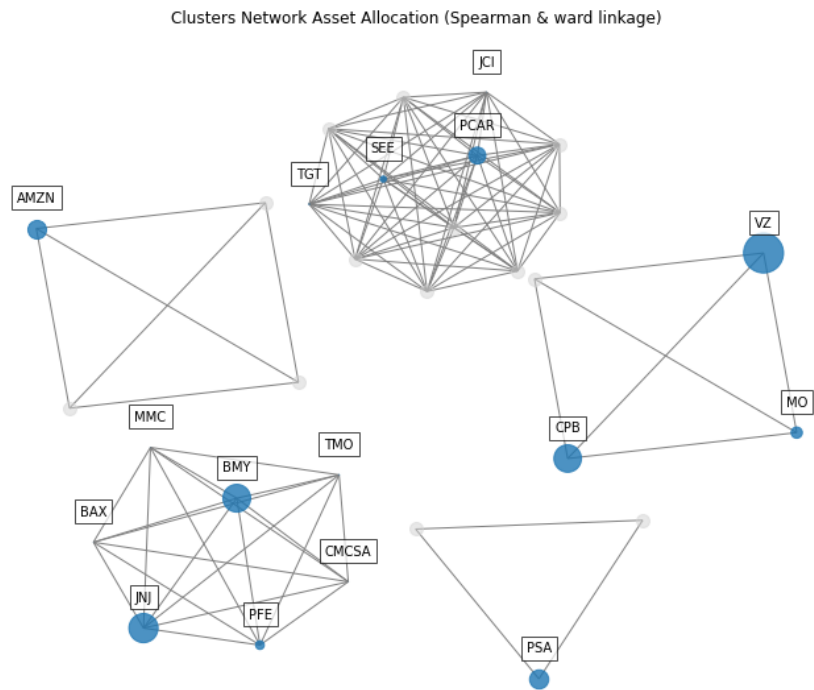 Clusters Network Asset Allocation (Spearman & ward linkage)
JCI
PCAR
SEE
TGT
AMZN
VZ
MO
CPB
MMC
TMO
BMY
BAX
CMCSA
JNJ
PFE
PSA